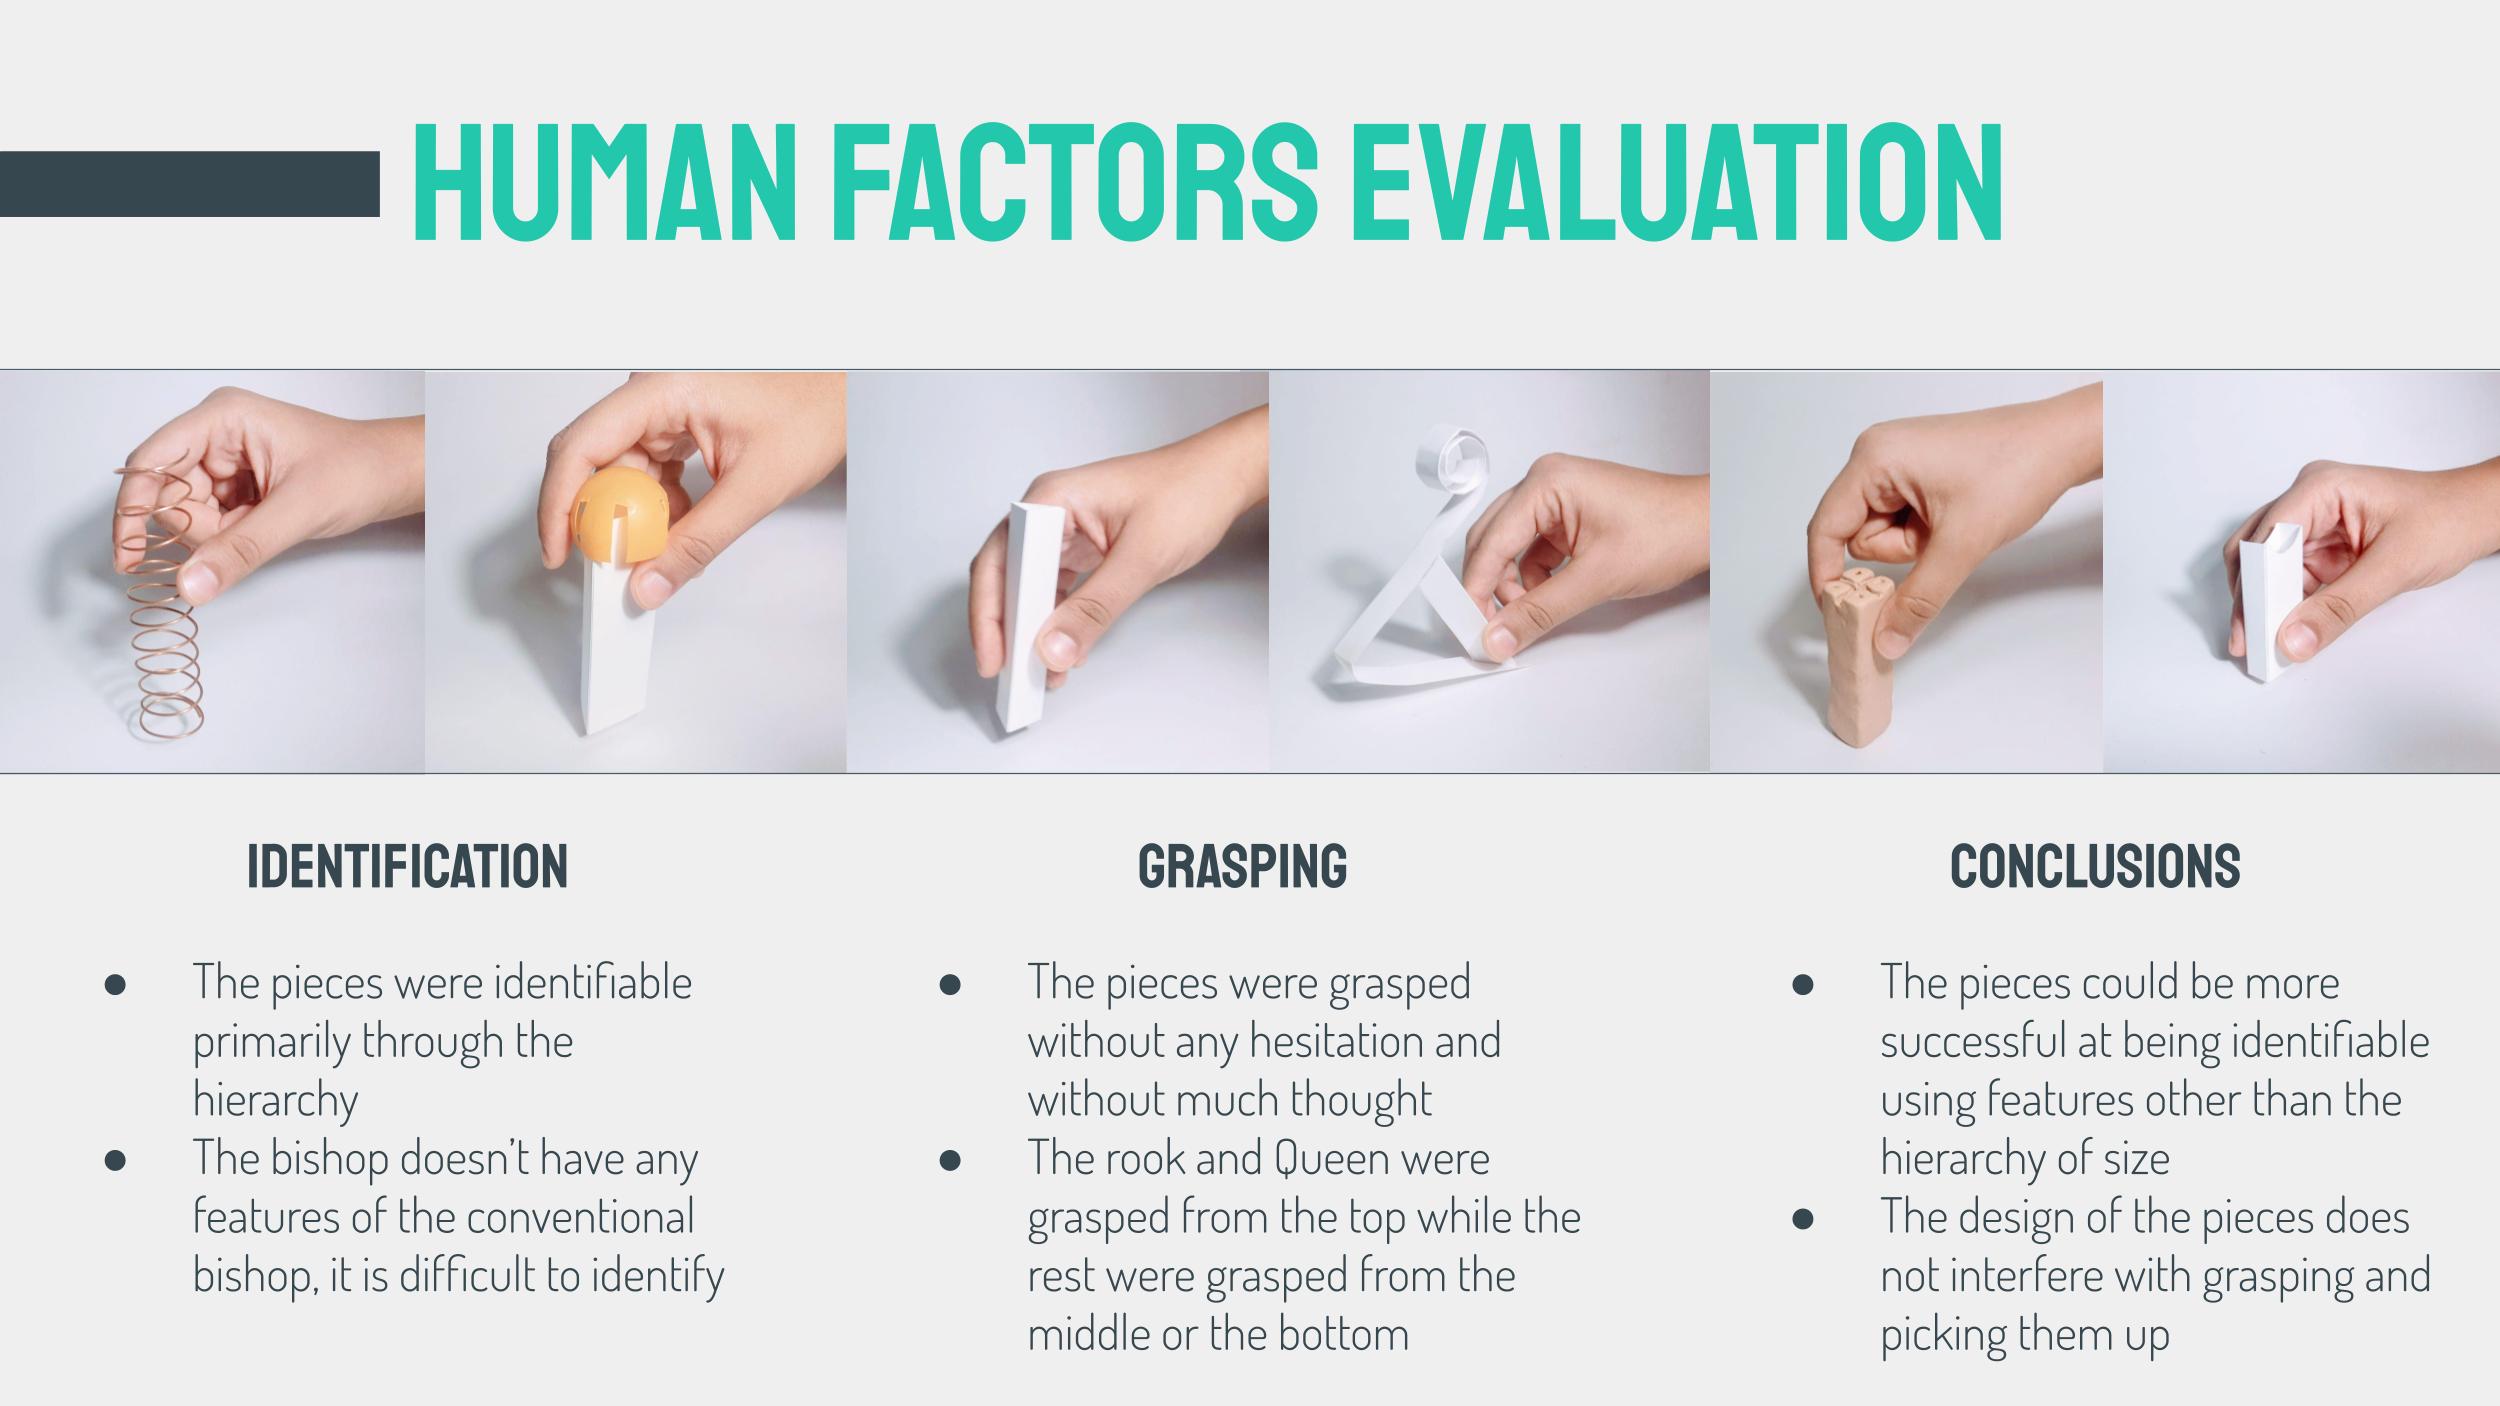 HUMAN FACTORS EVALUATION
IDENTIFICATION
● The pieces were identifiable
primarily through the
hierarchy
● The bishop doesn't have any
features of the conventional
bishop, it is difficult to identify
GRASPING
● The pieces were grasped
without any hesitation and
without much thought
● The rook and Queen were
grasped from the top while the
rest were grasped from the
middle or the bottom
CONCLUSIONS
● The pieces could be more
successful at being identifiable
using features other than the
hierarchy of size
● The design of the pieces does
not interfere with grasping and
picking them up